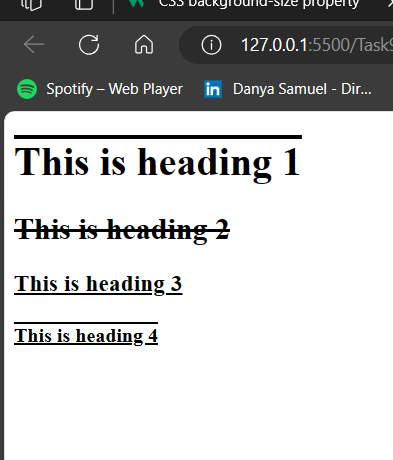 CSS background-size property
127.0.0.1:5500/Task
Spotify – Web Player
Danya Samuel - Dir...
This is heading 1
This is heading 2
This is heading 3
This is heading 4